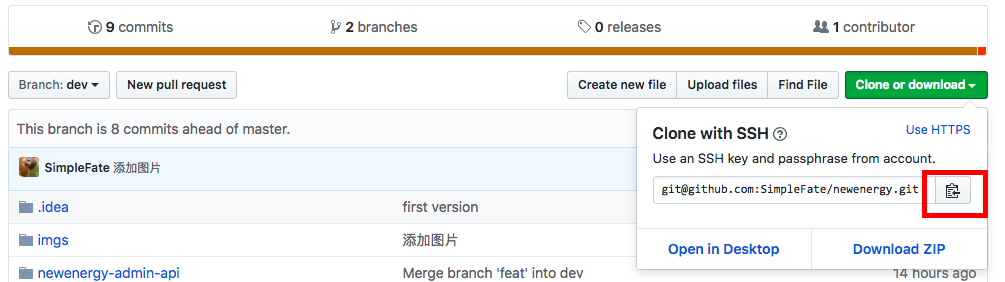 9 commits 2 branches 0 releases 1 contributor
Branch: dev New pull request Create new file Upload files Find File Clone or download
This branch is 8 commits ahead of master.
Clone with SSH ? Use HTTPS
Use an SSH key and passphrase from account.
git@github.com:SimpleFate/newenergy.git
Open in Desktop Download ZIP
SimpleFate 添加图片
.idea first version
imgs 添加图片
newenergy-admin-api Merge branch 'feat' into dev 14 hours ago